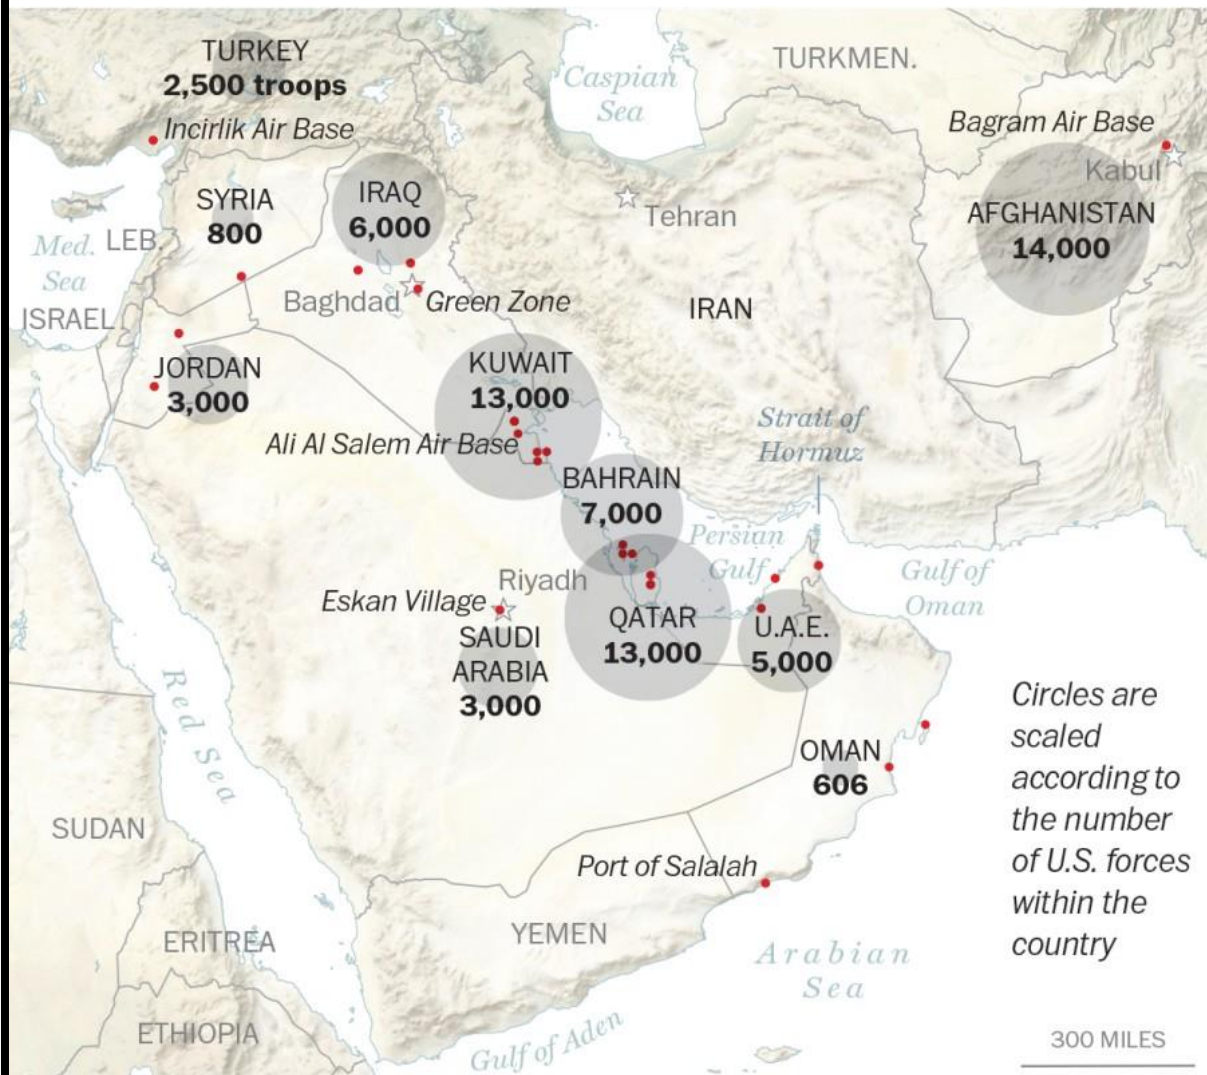 TURKEY
2,500 troops
Incirlik Air Base
Caspian
Sea
TURKMEN.
Bagram Air Base
Kabul
SYRIA
800
IRAQ
6,000
Tehran
AFGHANISTAN
14,000
Med.
Sea
LEB.
ISRAEL
Baghdad
Green Zone
IRAN
JORDAN
3,000
KUWAIT
13,000
Ali Al Salem Air Base
Strait of
Hormuz
BAHRAIN
7,000
Persian
Gulf
Gulf of
Oman
Riyadh
Eskan Village
SAUDI
ARABIA
3,000
QATAR
13,000
U.A.E.
5,000
Red Sea
OMAN
606
Circles are
scaled
according to
the number
of U.S. forces
within the
country
SUDAN
Port of Salalah
ERITREA
YEMEN
Arabian
Sea
ETHIOPIA
Gulf of Aden
300 MILES